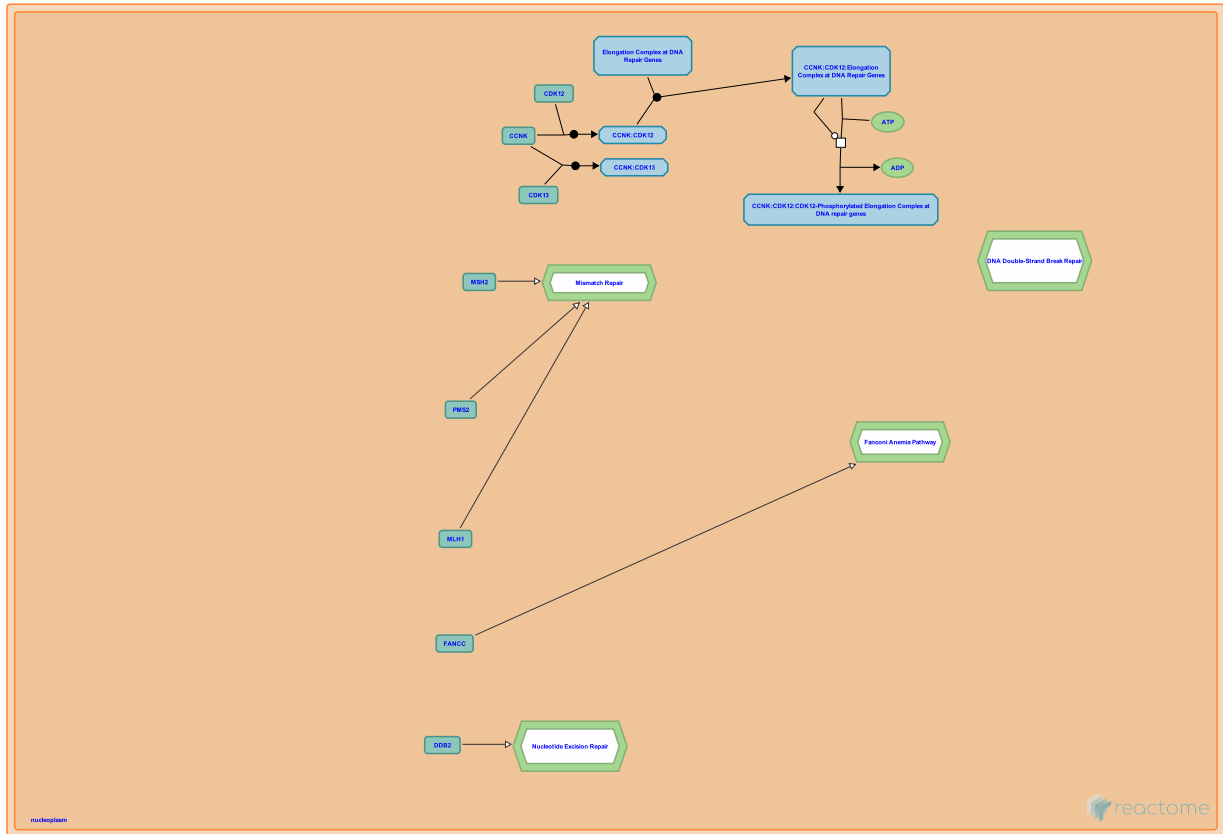 Elongation Complex at DNA
Repair Genes
CCNK:CDK12:Elongation
Complex at DNA Repair Genes
CDK12
ATP
CCNK
CCNK:CDK12
CCNK:CDK13
ADP
CDK13
CCNK:CDK12:CDK12-Phosphorylated Elongation Complex at
DNA repair genes
DNA Double-Strand Break Repair
MSH2
Mismatch Repair
PMS2
Fanconi Anemia Pathway
MLH1
FANCC
DDB2
Nucleotide Excision Repair
reactome
nucleoplasm